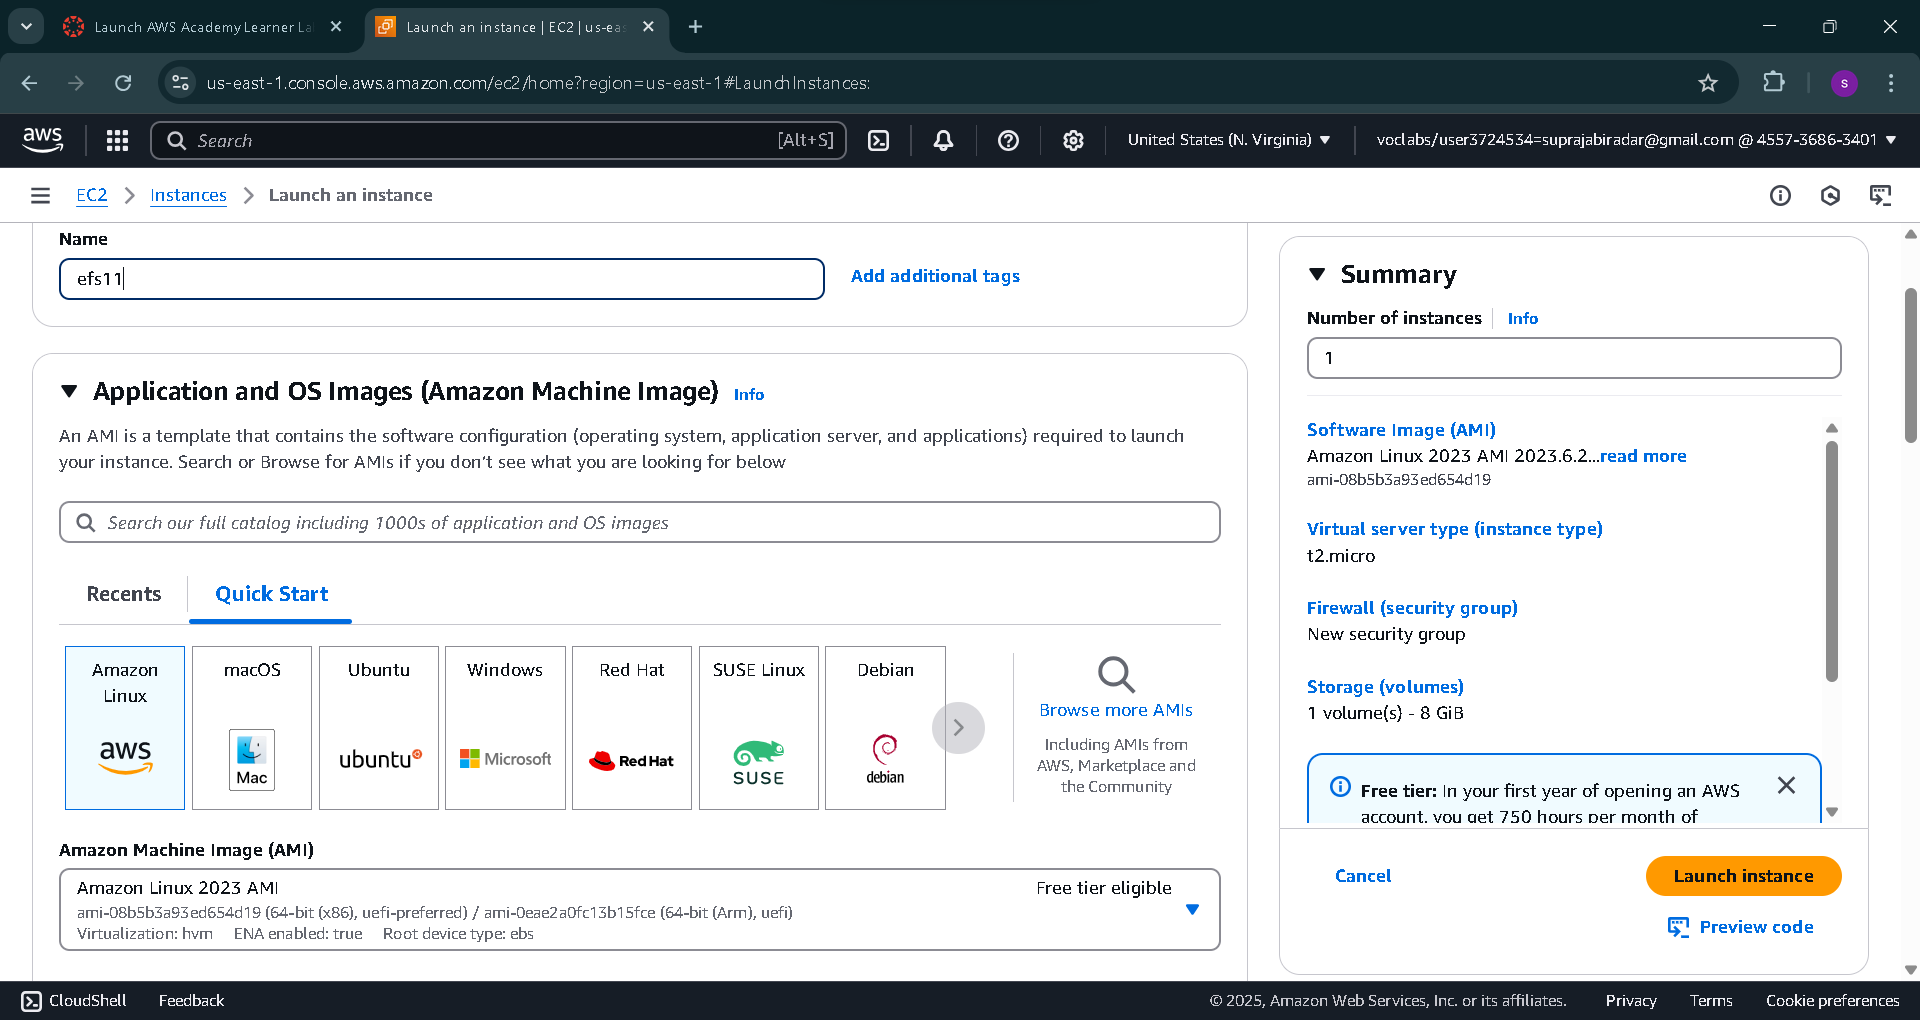 Launch AWS Academy Learner La
Launch an instance | EC2 | us-eas
us-east-1.console.aws.amazon.com/ec2/home?region=us-east-1#LaunchInstances:
S
aws
Search
[Alt+S]
United States (N. Virginia)
voclabs/user3724534=suprajabiradar@gmail.com @ 4557-3686-3401
EC2
Instances
Launch an instance
Name
efs11
Add additional tags
Application and OS Images (Amazon Machine Image)
Info
An AMI is a template that contains the software configuration (operating system, application server, and applications) required to launch
your instance. Search or Browse for AMIs if you don’t see what you are looking for below
Search our full catalog including 1000s of application and OS images
Recents
Quick Start
Amazon
Linux
aws
macOS
Mac
Ubuntu
ubuntu
Windows
Microsoft
Red Hat
Red Hat
SUSE Linux
SUSE
Debian
debian
Browse more AMIs
Including AMIs from
AWS, Marketplace and
the Community
Amazon Machine Image (AMI)
Amazon Linux 2023 AMI
Free tier eligible
ami-08b5b3a93ed654d19 (64-bit (x86), uefi-preferred) / ami-0eae2a0fc13b15fce (64-bit (Arm), uefi)
Virtualization: hvm ENA enabled: true Root device type: ebs
Summary
Number of instances
Info
1
Software Image (AMI)
Amazon Linux 2023 AMI 2023.6.2...read more
ami-08b5b3a93ed654d19
Virtual server type (instance type)
t2.micro
Firewall (security group)
New security group
Storage (volumes)
1 volume(s) - 8 GiB
Free tier: In your first year of opening an AWS
account, you get 750 hours per month of
Cancel
Launch instance
Preview code
CloudShell
Feedback
© 2025, Amazon Web Services, Inc. or its affiliates.
Privacy
Terms
Cookie preferences